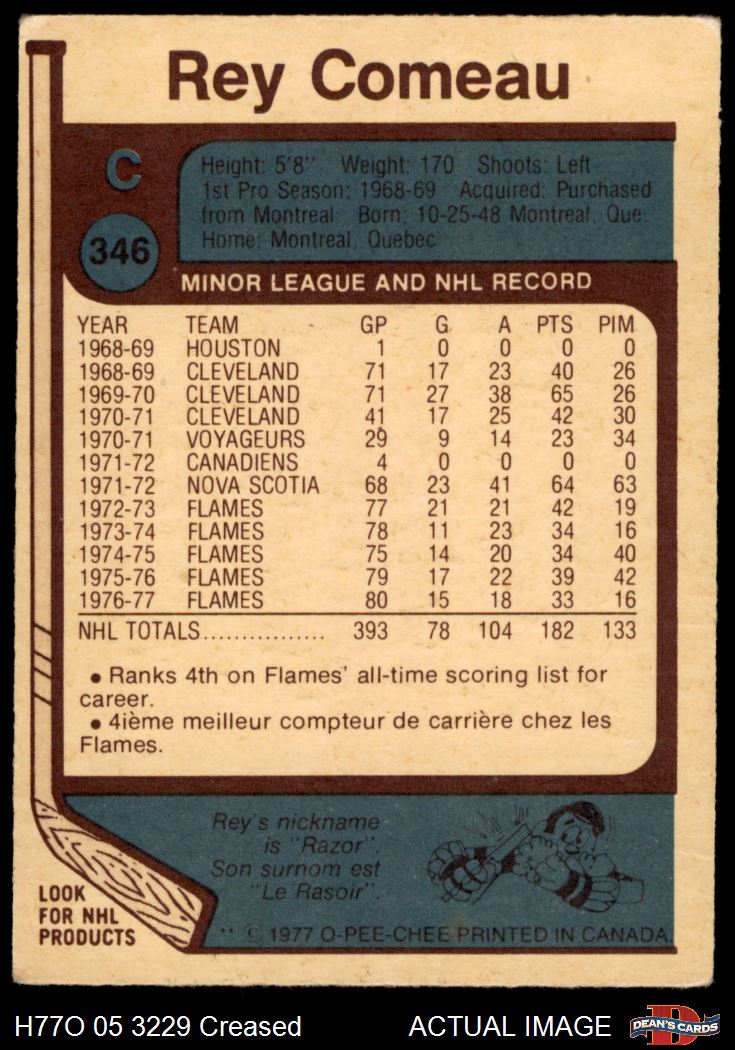 Rey Comeau
C
Height: 5'8" Weight: 170 Shoots: Left
1st Pro Season: 1968-69 Acquired: Purchased
from Montreal Born: 10-25-48 Montreal, Que.
Home: Montreal, Quebec
346
MINOR LEAGUE AND NHL RECORD
YEAR TEAM GP G A PTS PIM
1968-69 HOUSTON 1 0 0 0 0
1968-69 CLEVELAND 71 17 23 40 26
1969-70 CLEVELAND 71 27 38 65 26
1970-71 CLEVELAND 41 17 25 42 30
1970-71 VOYAGEURS 29 9 14 23 34
1971-72 CANADIENS 4 0 0 0 0
1971-72 NOVA SCOTIA 68 23 41 64 63
1972-73 FLAMES 77 21 21 42 19
1973-74 FLAMES 78 11 23 34 16
1974-75 FLAMES 75 14 20 34 40
1975-76 FLAMES 79 17 22 39 42
1976-77 FLAMES 80 15 18 33 16
NHL TOTALS................ 393 78 104 182 133
• Ranks 4th on Flames' all-time scoring list for
career.
• 4ième meilleur compteur de carrière chez les
Flames.
Rey's nickname
is "Razor".
Son surnom est
"Le Rasoir".
LOOK
FOR NHL
PRODUCTS
** © 1977 O-PEE-CHEE PRINTED IN CANADA.
H77O 05 3229 Creased ACTUAL IMAGE
DEAN'S CARDS